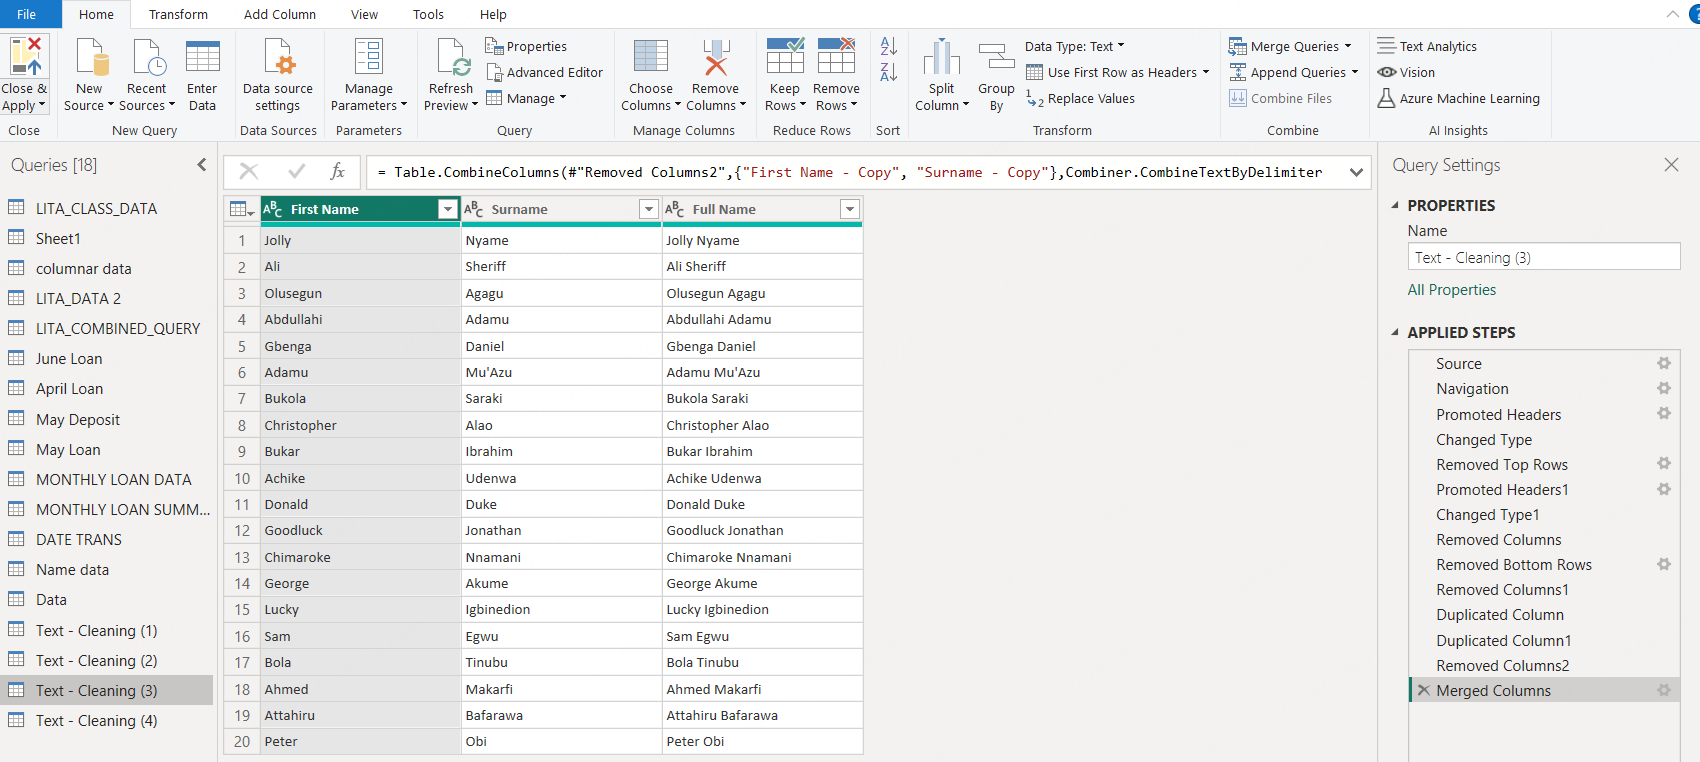 File Home Transform Add Column View Tools Help
Close & Apply
New Source
Recent Sources
Enter Data
Data source settings
Manage Parameters
Refresh Preview
Properties
Advanced Editor
Manage
Choose Columns
Remove Columns
Keep Rows
Remove Rows
Split Column
Group By
Data Type: Text
Use First Row as Headers
Replace Values
Merge Queries
Append Queries
Combine Files
Text Analytics
Vision
Azure Machine Learning
Close New Query Data Sources Parameters Query Manage Columns Reduce Rows Sort Transform Combine AI Insights
Queries [18]
LITA_CLASS_DATA
Sheet1
columnar data
LITA_DATA 2
LITA_COMBINED_QUERY
June Loan
April Loan
May Deposit
May Loan
MONTHLY LOAN DATA
MONTHLY LOAN SUMM...
DATE TRANS
Name data
Data
Text - Cleaning (1)
Text - Cleaning (2)
Text - Cleaning (3)
Text - Cleaning (4)
fx = Table.CombineColumns(#"Removed Columns2",{"First Name - Copy", "Surname - Copy"},Combiner.CombineTextByDelimiter
ABC First Name ABC Surname ABC Full Name
1 Jolly Nyame Jolly Nyame
2 Ali Sheriff Ali Sheriff
3 Olusegun Agagu Olusegun Agagu
4 Abdullahi Adamu Abdullahi Adamu
5 Gbenga Daniel Gbenga Daniel
6 Adamu Mu'Azu Adamu Mu'Azu
7 Bukola Saraki Bukola Saraki
8 Christopher Alao Christopher Alao
9 Bukar Ibrahim Bukar Ibrahim
10 Achike Udenwa Achike Udenwa
11 Donald Duke Donald Duke
12 Goodluck Jonathan Goodluck Jonathan
13 Chimaroke Nnamani Chimaroke Nnamani
14 George Akume George Akume
15 Lucky Igbinedion Lucky Igbinedion
16 Sam Egwu Sam Egwu
17 Bola Tinubu Bola Tinubu
18 Ahmed Makarfi Ahmed Makarfi
19 Attahiru Bafarawa Attahiru Bafarawa
20 Peter Obi Peter Obi
Query Settings
PROPERTIES
Name
Text - Cleaning (3)
All Properties
APPLIED STEPS
Source
Navigation
Promoted Headers
Changed Type
Removed Top Rows
Promoted Headers1
Changed Type1
Removed Columns
Removed Bottom Rows
Removed Columns1
Duplicated Column
Duplicated Column1
Removed Columns2
Merged Columns